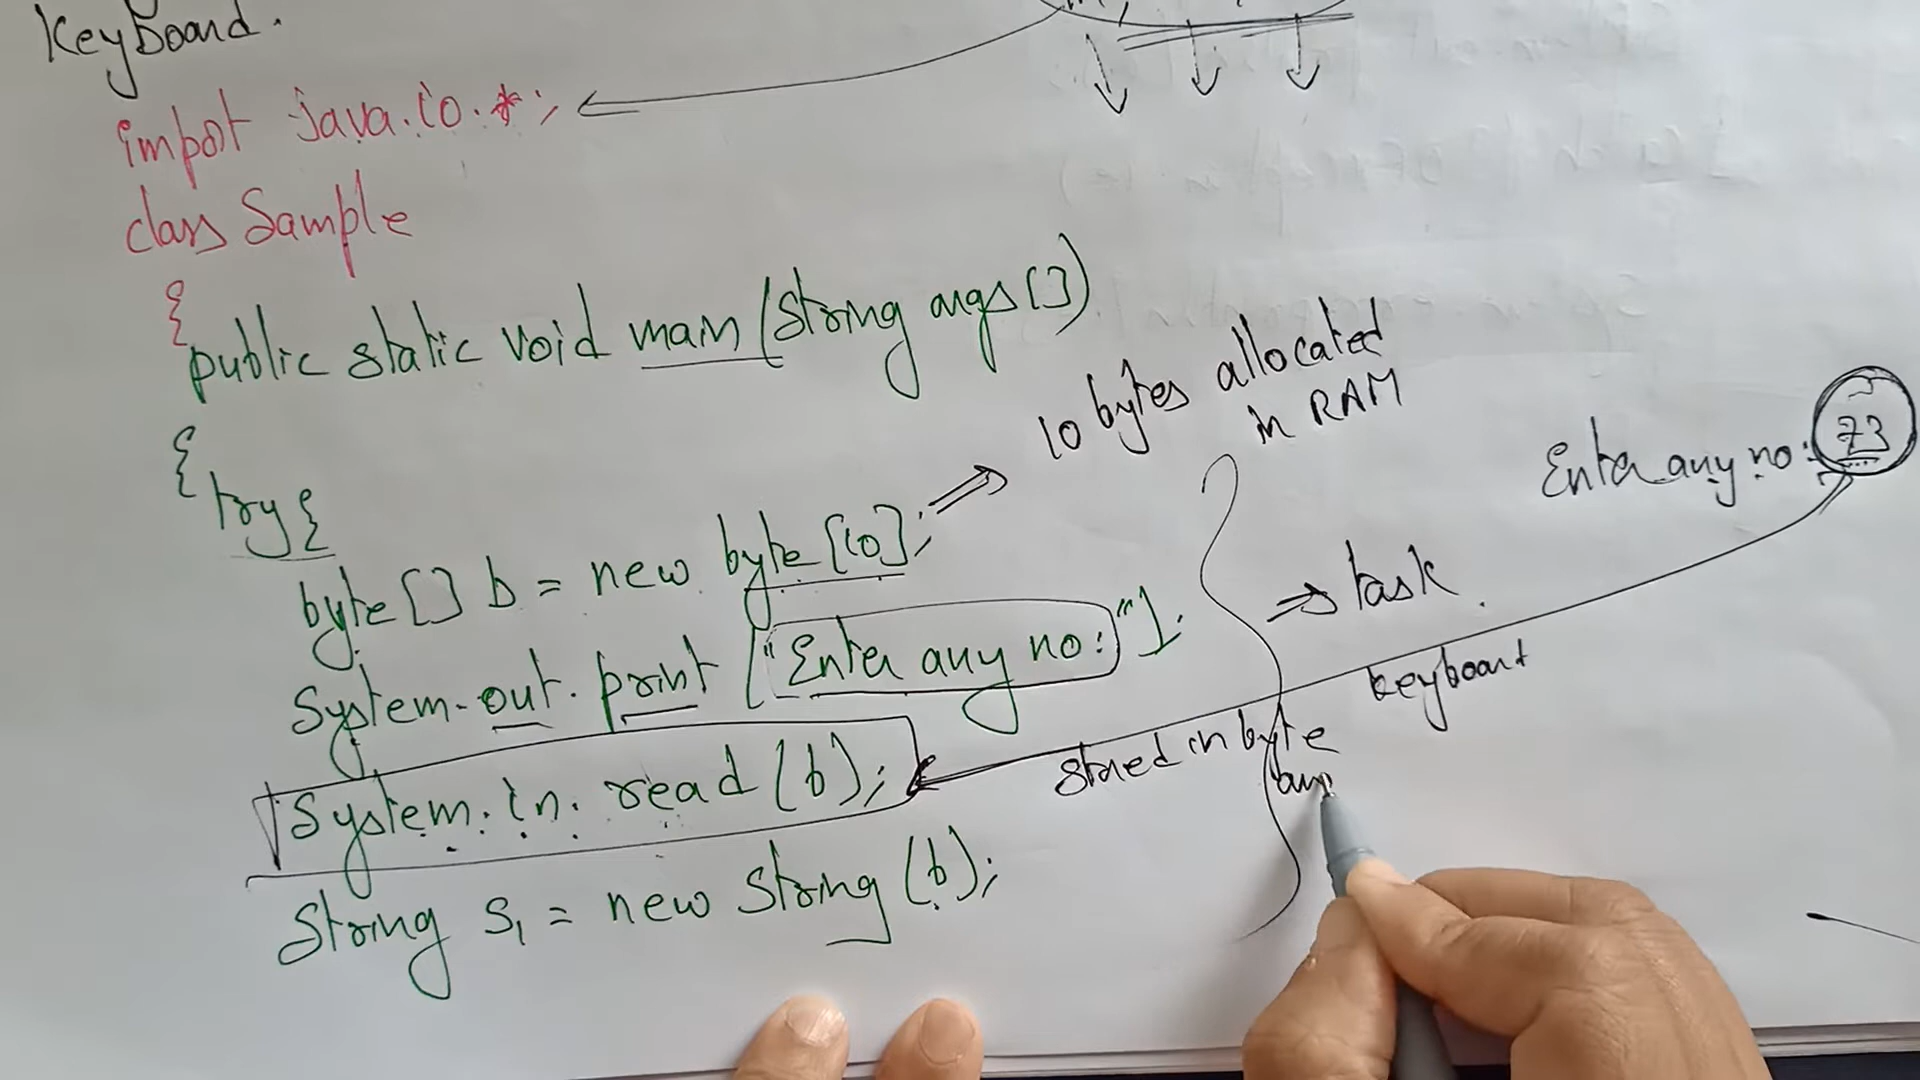 Keyboard.
import java.io.*;
class Sample
{
public static void main(String args[])
{
try{
byte[] b = new byte[10];
10 bytes allocated
in RAM
System.out.print("Enter any no:");
⇒ task
Enter any no: 73
System.in.read(b);
stored in byte
keyboard
String s1 = new String(b);